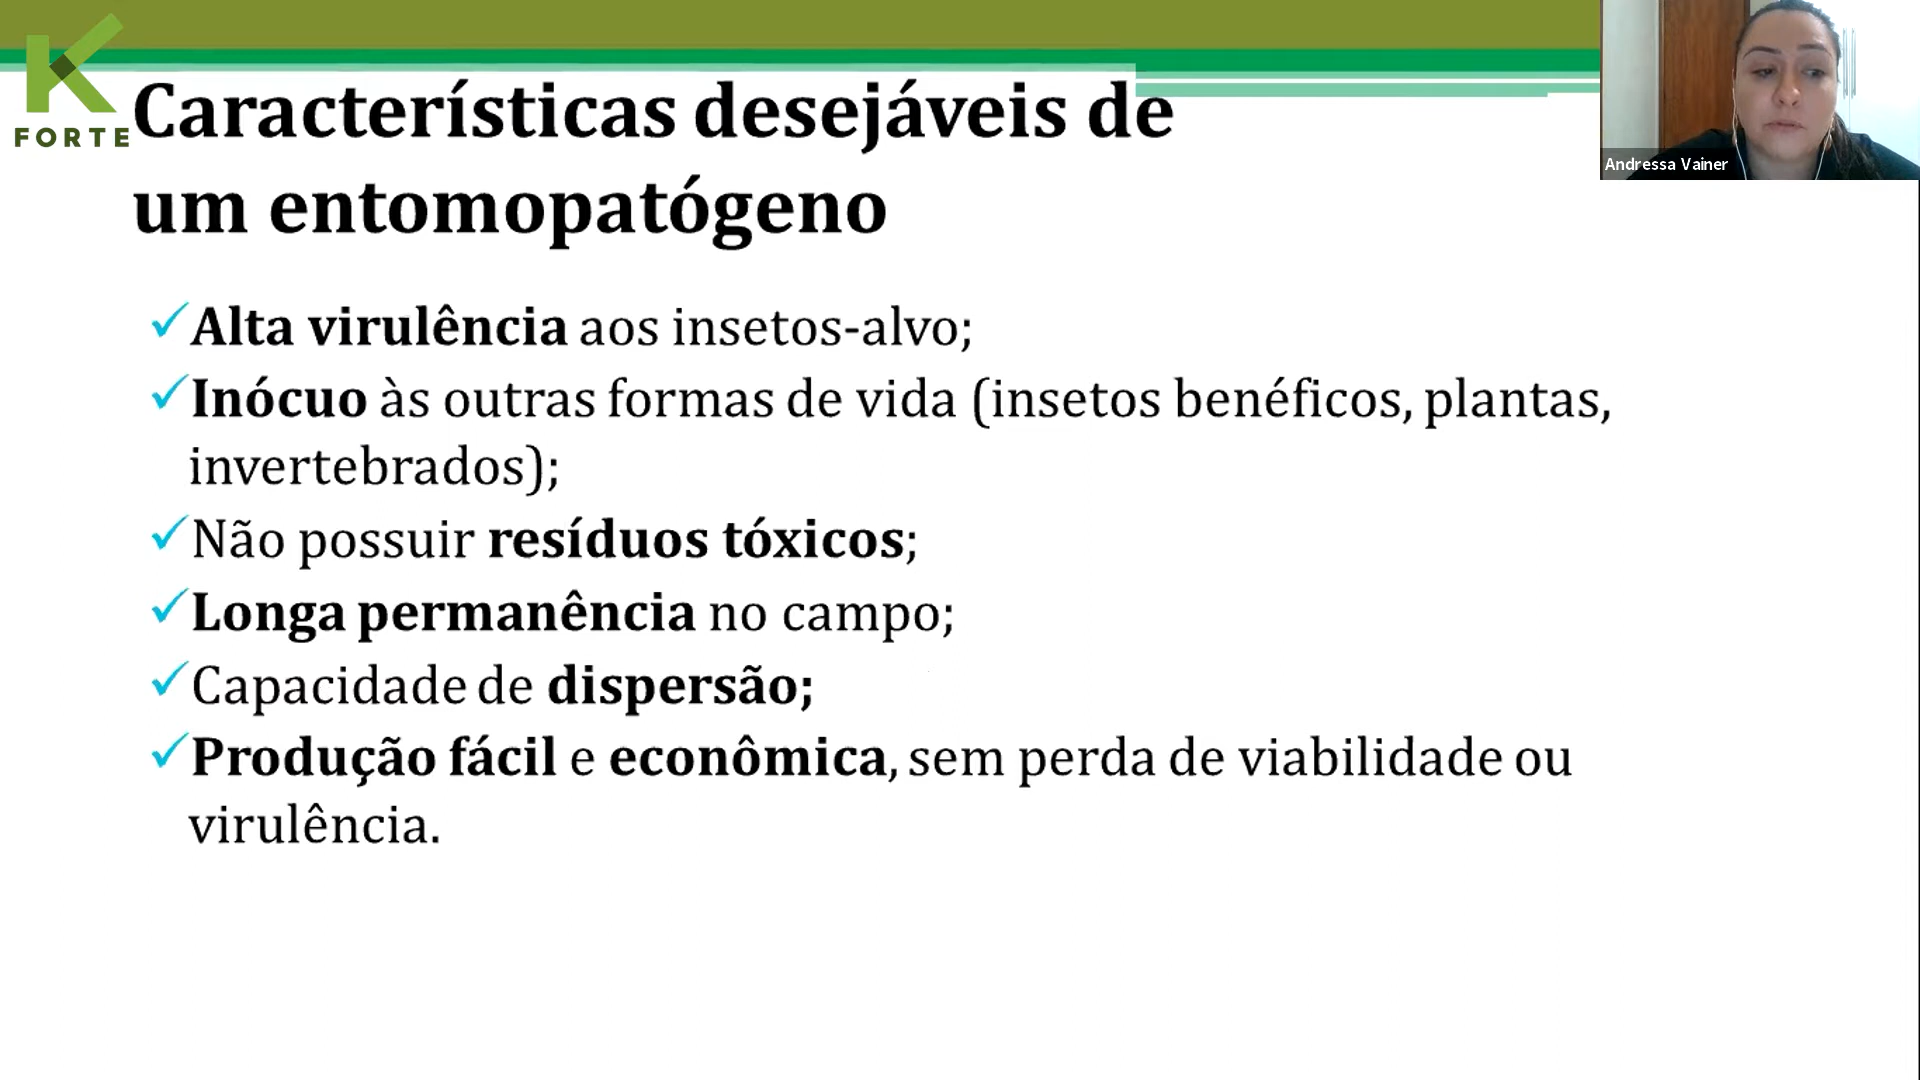 K
FORTE
Características desejáveis de
um entomopatógeno
Andressa Vainer
✓Alta virulência aos insetos-alvo;
✓Inócuo às outras formas de vida (insetos benéficos, plantas,
invertebrados);
✓Não possuir resíduos tóxicos;
✓Longa permanência no campo;
✓Capacidade de dispersão;
✓Produção fácil e econômica, sem perda de viabilidade ou
virulência.